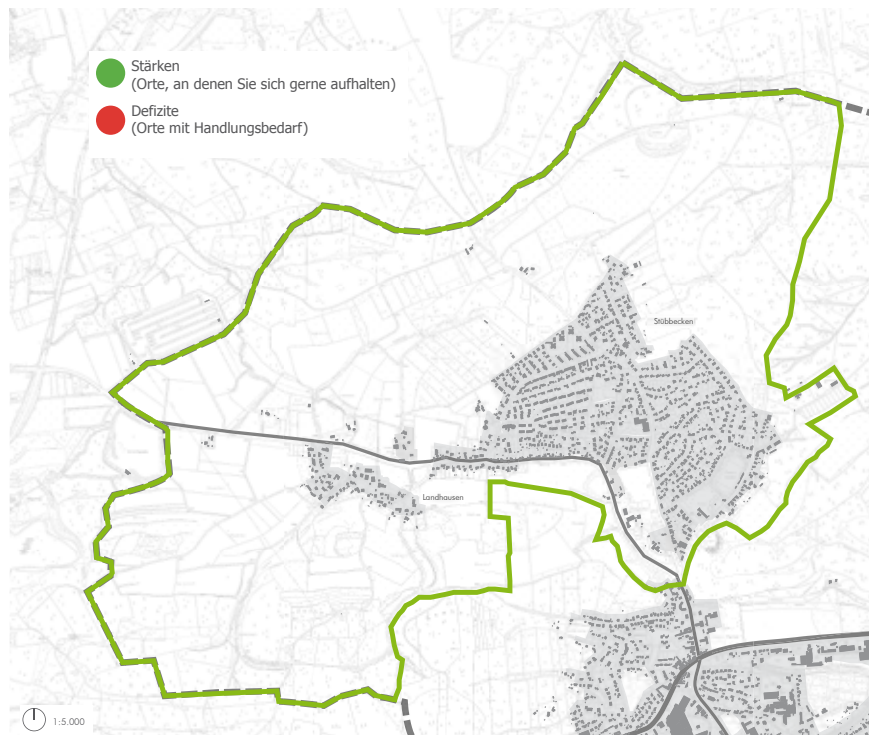 Stärken
(Orte, an denen Sie sich gerne aufhalten)
Defizite
(Orte mit Handlungsbedarf)
Stübbecken
Landhausen
1:5.000